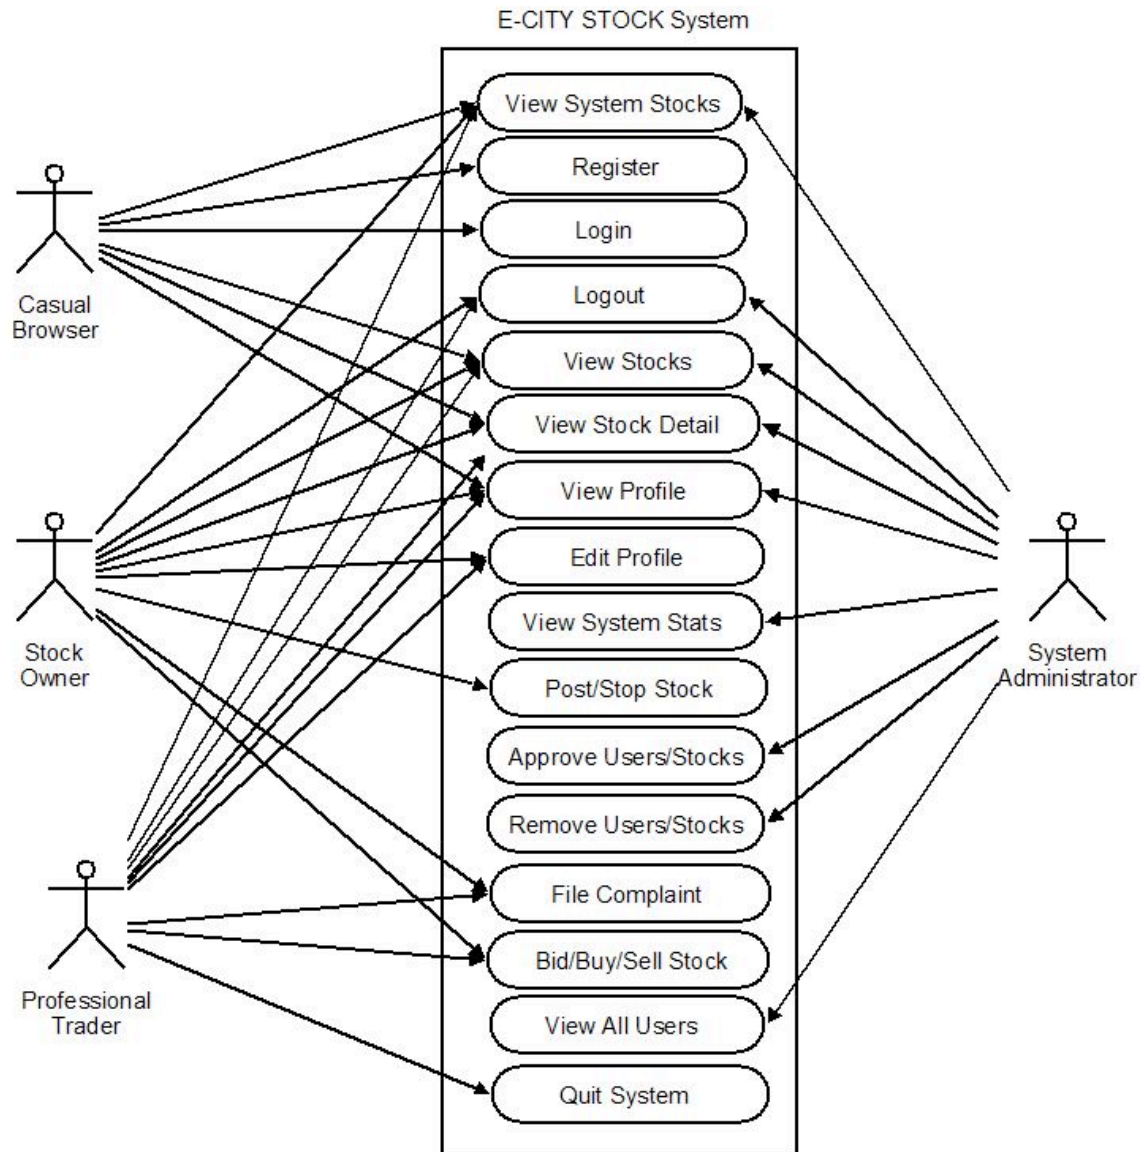 E-CITY STOCK System
View System Stocks
Register
Login
Logout
Casual
Browser
View Stocks
View Stock Detail
View Profile
Edit Profile
View System Stats
Stock
Owner
System
Administrator
Post/Stop Stock
Approve Users/Stocks
Remove Users/Stocks
File Complaint
Bid/Buy/Sell Stock
Professional
Trader
View All Users
Quit System